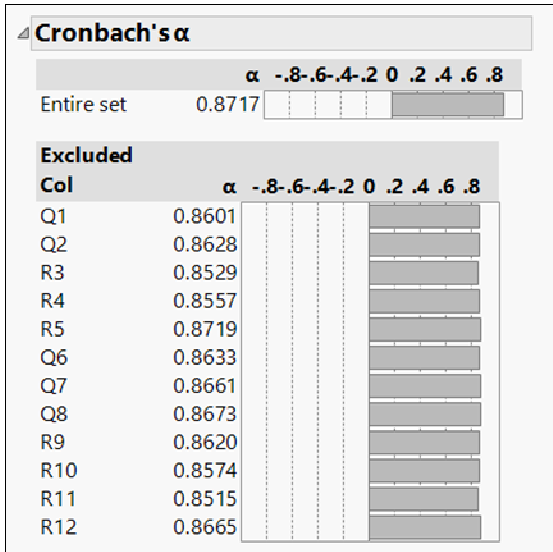 Cronbach's α
α -.8-.6-.4-.2 0 .2 .4 .6 .8
Entire set 0.8717
Excluded
Col α -.8-.6-.4-.2 0 .2 .4 .6 .8
Q1 0.8601
Q2 0.8628
R3 0.8529
R4 0.8557
R5 0.8719
Q6 0.8633
Q7 0.8661
Q8 0.8673
R9 0.8620
R10 0.8574
R11 0.8515
R12 0.8665